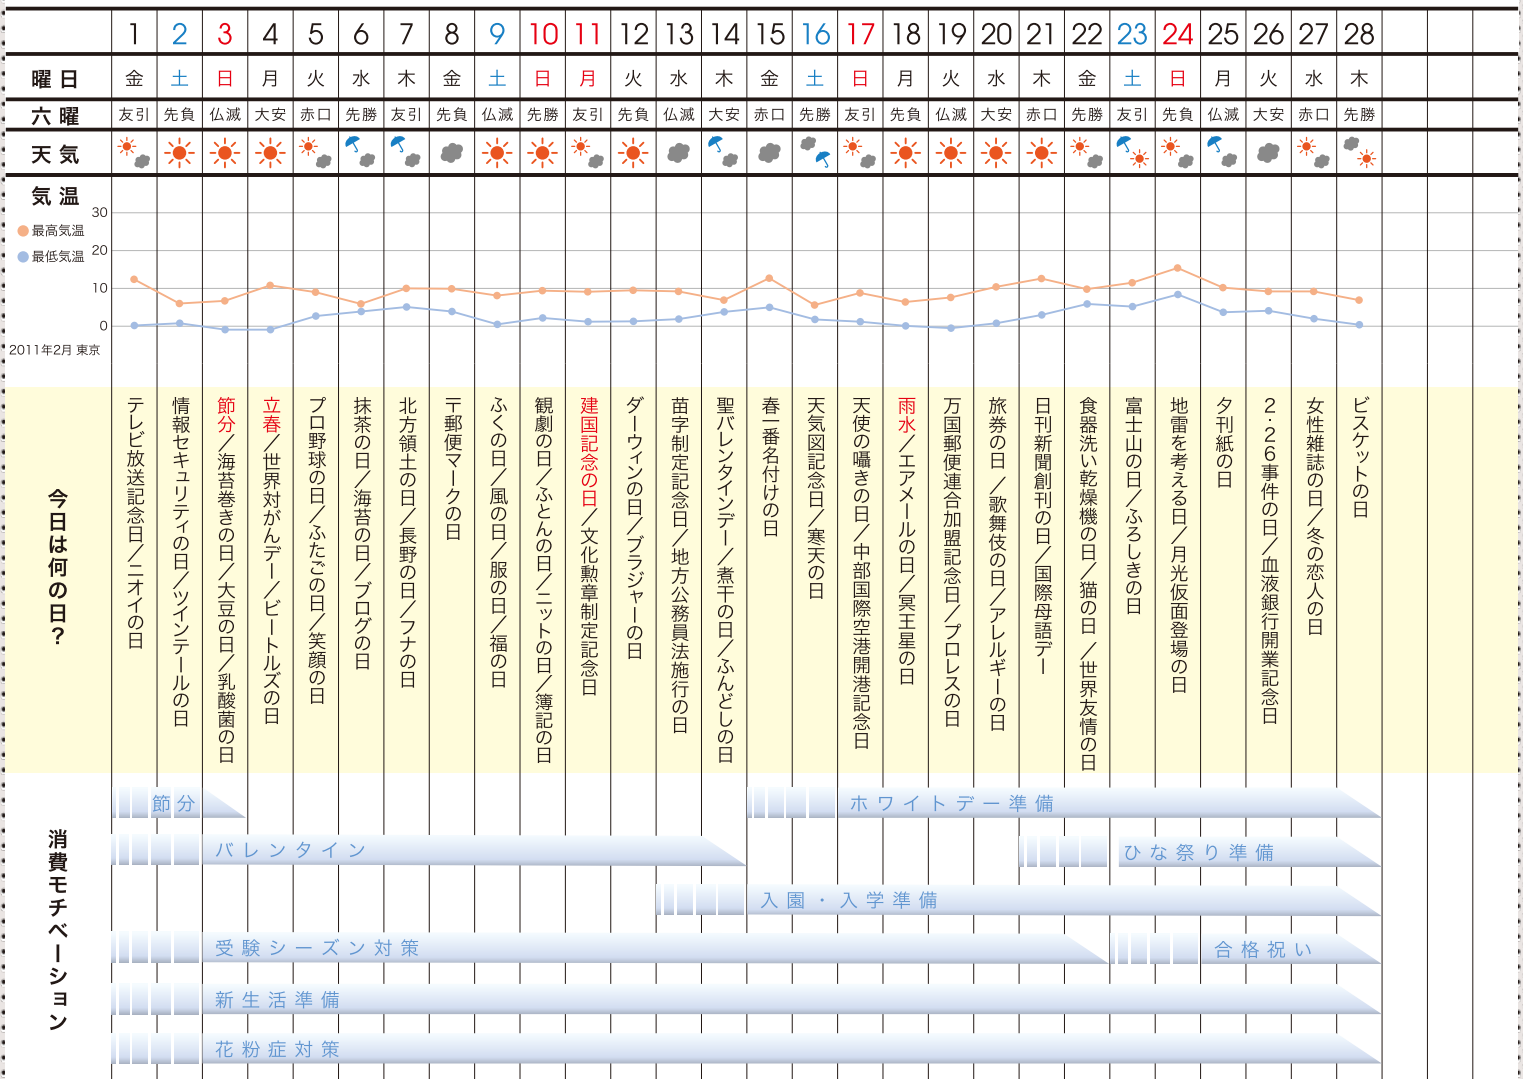 1 2 3 4 5 6 7 8 9 10 11 12 13 14 15 16 17 18 19 20 21 22 23 24 25 26 27 28
曜日 金 土 日 月 火 水 木 金 土 日 月 火 水 木 金 土 日 月 火 水 木 金 土 日 月 火 水 木
六曜 友引 先負 仏滅 大安 赤口 先勝 友引 先負 仏滅 先勝 友引 先負 仏滅 大安 赤口 先勝 友引 先負 仏滅 大安 赤口 先勝 友引 先負 仏滅 大安 赤口 先勝
天気
気温
30
最高気温
20
最低気温
10
0
2011年2月 東京
今日は何の日?
テレビ放送記念日/ニオイの日
情報セキュリティの日/ツインテールの日
節分/海苔巻きの日/大豆の日/乳酸菌の日
立春/世界対がんデー/ビートルズの日
プロ野球の日/ふたごの日/笑顔の日
抹茶の日/海苔の日/ブログの日
北方領土の日/長野の日/フナの日
〒郵便マークの日
ふくの日/風の日/服の日/福の日
観劇の日/ふとんの日/ニットの日/簿記の日
建国記念の日/文化勲章制定記念日
ダーウィンの日/ブラジャーの日
苗字制定記念日/地方公務員法施行の日
聖バレンタインデー/煮干の日/ふんどしの日
春一番名付けの日
天気図記念日/寒天の日
天使の囁きの日/中部国際空港開港記念日
雨水/エアメールの日/冥王星の日
万国郵便連合加盟記念日/プロレスの日
旅券の日/歌舞伎の日/アレルギーの日
日刊新聞創刊の日/国際母語デー
食器洗い乾燥機の日/猫の日/世界友情の日
富士山の日/ふろしきの日
地雷を考える日/月光仮面登場の日
夕刊紙の日
2・26事件の日/血液銀行開業記念日
女性雑誌の日/冬の恋人の日
ビスケットの日
消費モチベーション
節分
ホワイトデー準備
バレンタイン
ひな祭り準備
入園・入学準備
受験シーズン対策
合格祝い
新生活準備
花粉症対策